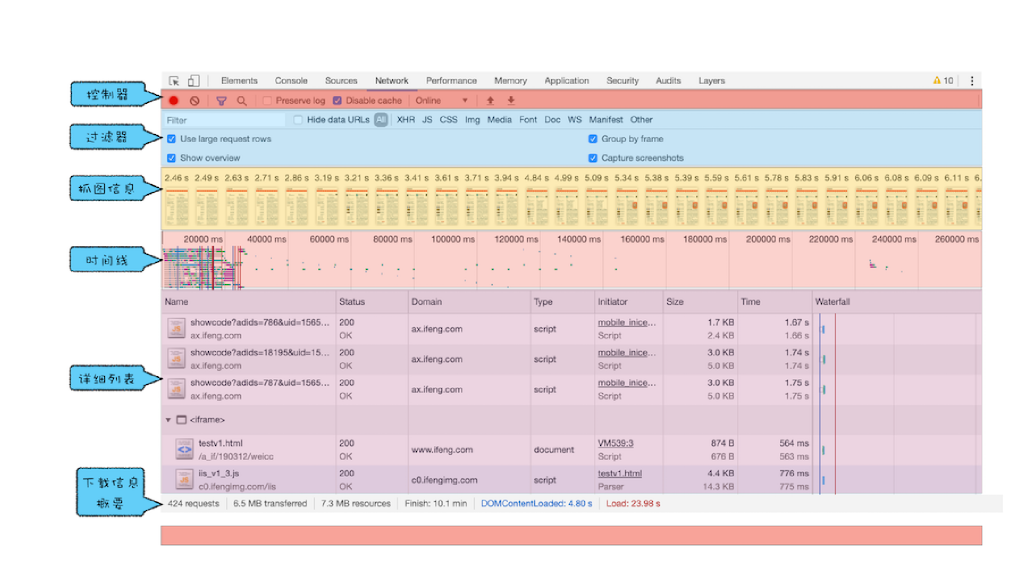 Elements Console Sources Network Performance Memory Application Security Audits Layers 10
控制器
Preserve log Disable cache Online
Filter Hide data URLs All XHR JS CSS Img Media Font Doc WS Manifest Other
过滤器
Use large request rows Group by frame
Show overview Capture screenshots
抓图信息
2.46 s 2.49 s 2.63 s 2.71 s 2.86 s 3.19 s 3.21 s 3.36 s 3.41 s 3.61 s 3.71 s 3.94 s 4.84 s 4.99 s 5.09 s 5.34 s 5.38 s 5.39 s 5.59 s 5.61 s 5.78 s 5.83 s 5.91 s 6.06 s 6.08 s 6.09 s 6.11 s 6.
20000 ms 40000 ms 60000 ms 80000 ms 100000 ms 120000 ms 140000 ms 160000 ms 180000 ms 200000 ms 220000 ms 240000 ms 260000 ms
时间线
Name Status Domain Type Initiator Size Time Waterfall
showcode?adids=786&uid=1565... 200 ax.ifeng.com script mobile_inice... 1.7 KB 1.67 s
ax.ifeng.com OK Script 2.4 KB 1.66 s
showcode?adids=18195&uid=15... 200 ax.ifeng.com script mobile_inice... 3.0 KB 1.74 s
ax.ifeng.com OK Script 5.0 KB 1.74 s
详细列表
showcode?adids=787&uid=1565... 200 ax.ifeng.com script mobile_inice... 3.0 KB 1.75 s
ax.ifeng.com OK Script 5.0 KB 1.75 s
<iframe>
testv1.html 200 www.ifeng.com document VM539:3 874 B 564 ms
/a_if/190312/weicc OK Script 676 B 563 ms
iis_v1_3.js 200 c0.ifengimg.com script testv1.html 4.4 KB 776 ms
c0.ifengimg.com/iis OK Parser 14.3 KB 775 ms
下载信息
概要
424 requests 6.5 MB transferred 7.3 MB resources Finish: 10.1 min DOMContentLoaded: 4.80 s Load: 23.98 s